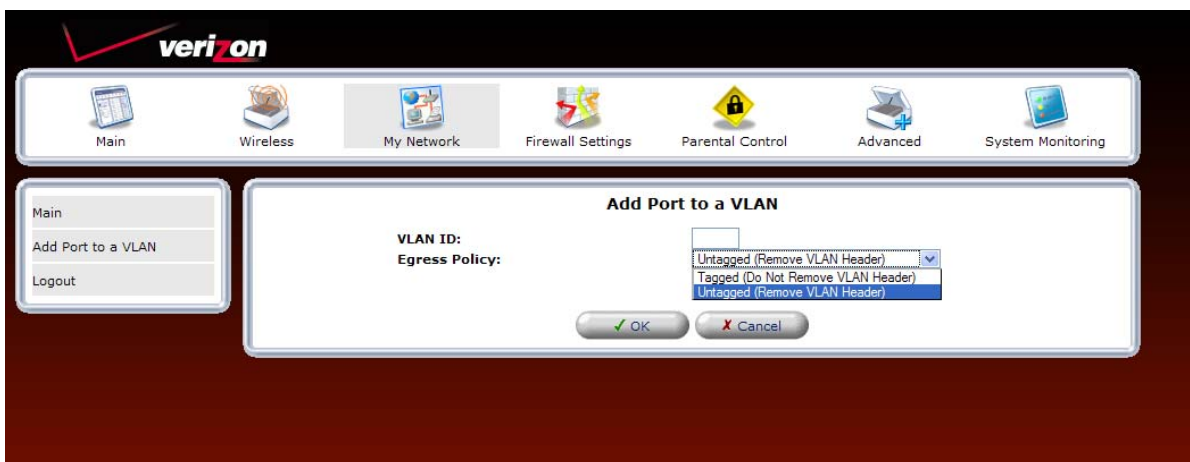 verizon
Main Wireless My Network Firewall Settings Parental Control Advanced System Monitoring
Main
Add Port to a VLAN
Logout
Add Port to a VLAN
VLAN ID:
Egress Policy: Untagged (Remove VLAN Header)
Tagged (Do Not Remove VLAN Header)
Untagged (Remove VLAN Header)
OK Cancel